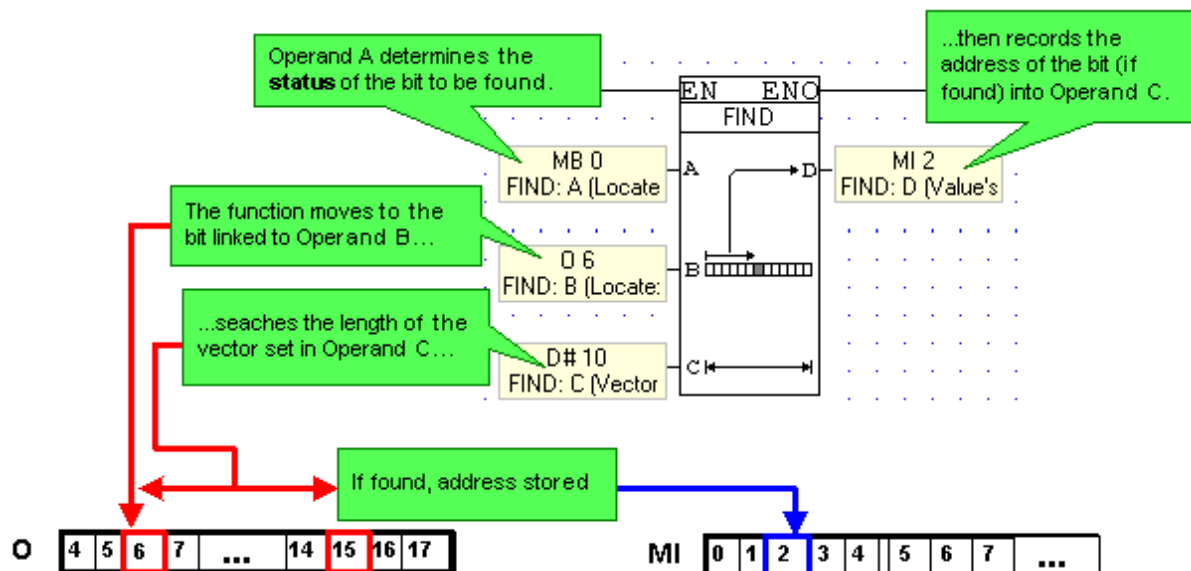 Operand A determines the
status of the bit to be found.
...then records the
address of the bit (if
found) into Operand C.
EN ENO
FIND
MB 0
FIND: A (Locate
A
D
MI 2
FIND: D (Value's
The function moves to the
bit linked to Operand B...
O 6
FIND: B (Locate:
B
...seaches the length of the
vector set in Operand C...
D# 10
FIND: C (Vector
C
If found, address stored
O 4 5 6 7 ... 14 15 16 17
MI 0 1 2 3 4 5 6 7 ...